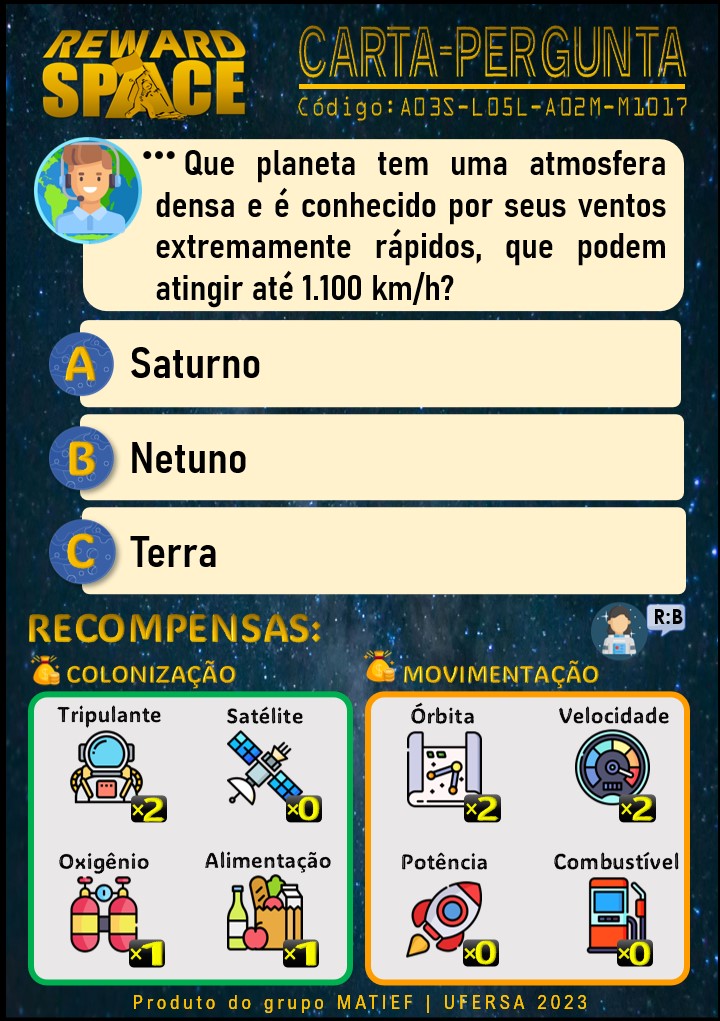 REWARD
SPACE
CARTA-PERGUNTA
Código:A03S-L05L-A02M-M1017
••• Que planeta tem uma atmosfera
densa e é conhecido por seus ventos
extremamente rápidos, que podem
atingir até 1.100 km/h?
A Saturno
B Netuno
C Terra
RECOMPENSAS:
R:B
COLONIZAÇÃO
MOVIMENTAÇÃO
Tripulante
Satélite
Órbita
Velocidade
×2
×0
×2
×2
Oxigênio
Alimentação
Potência
Combustível
×1
×1
×0
×0
Produto do grupo MATIEF | UFERSA 2023